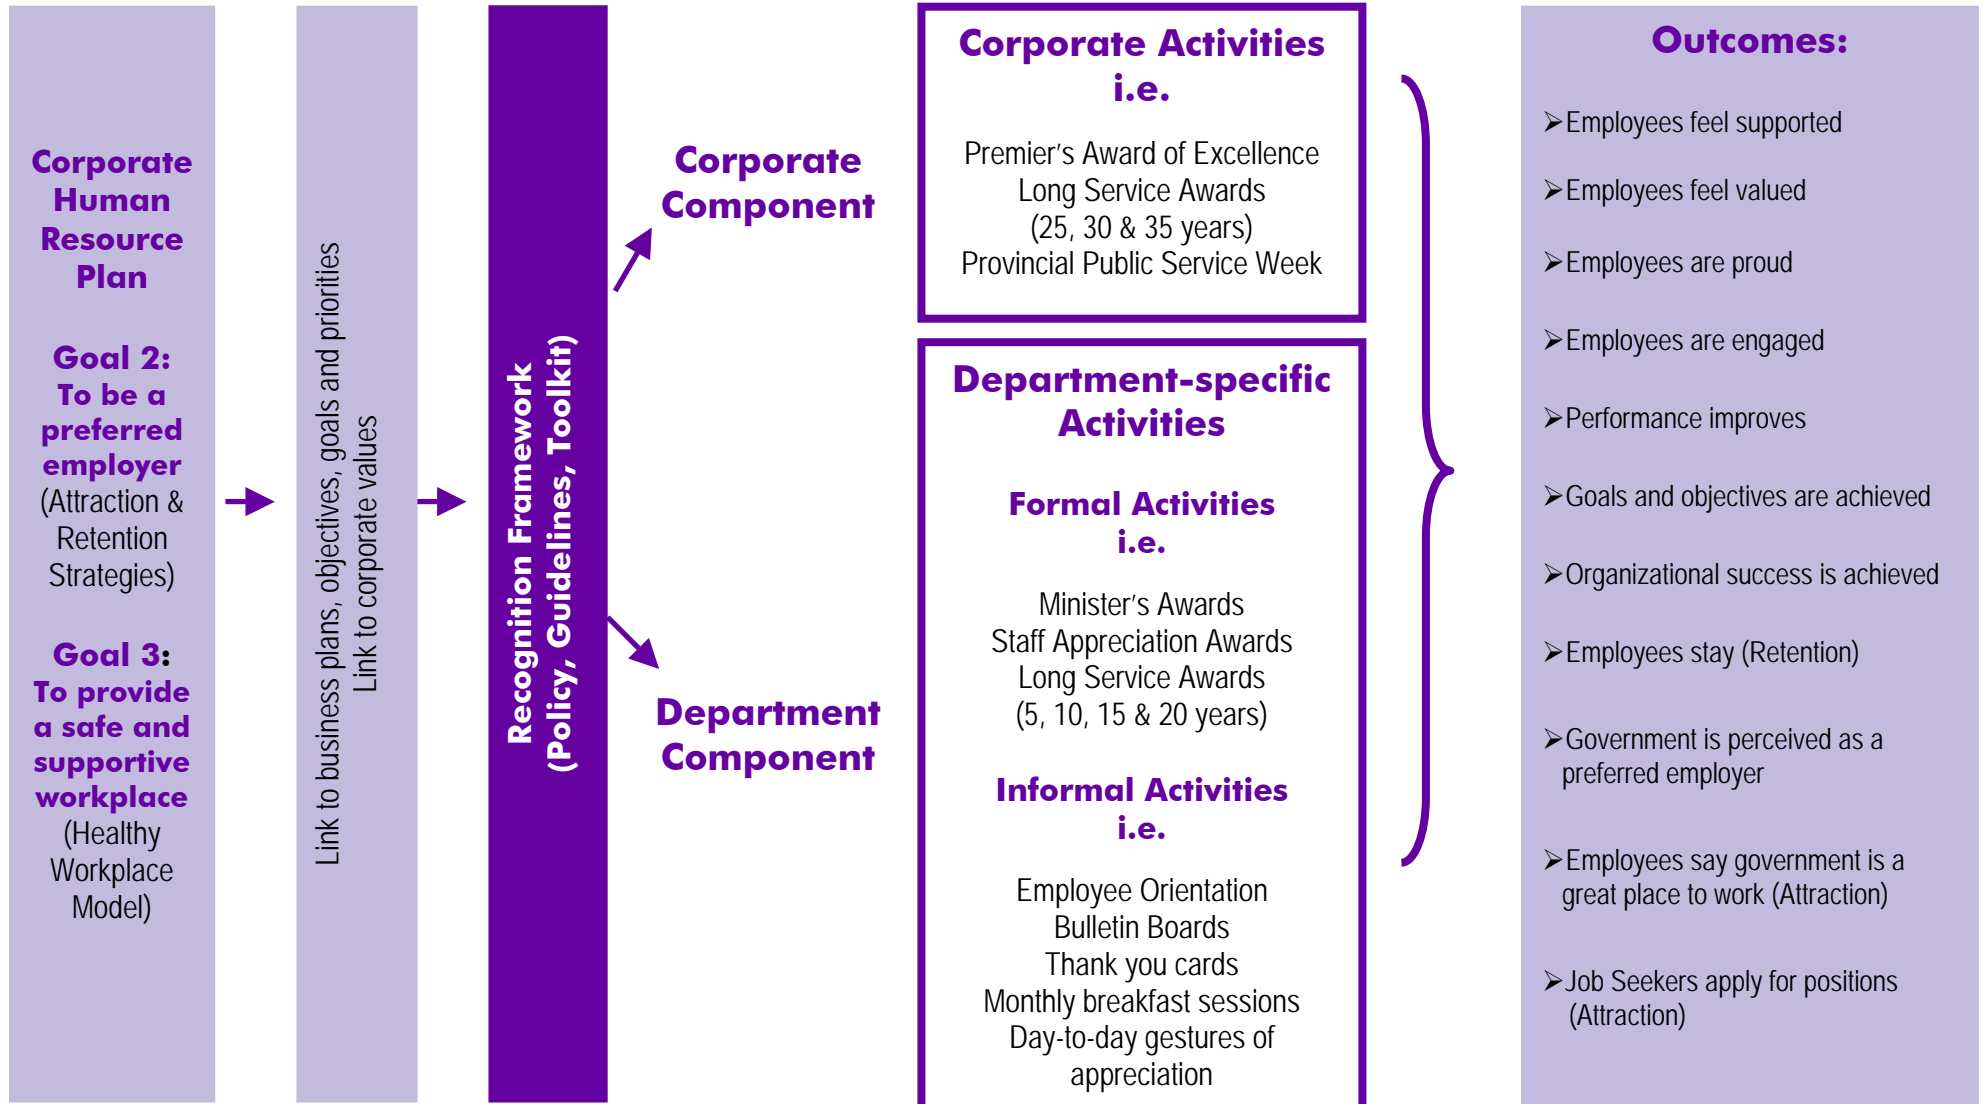 Corporate
Human
Resource
Plan
Goal 2:
To be a
preferred
employer
(Attraction &
Retention
Strategies)
Goal 3:
To provide
a safe and
supportive
workplace
(Healthy
Workplace
Model)
Link to business plans, objectives, goals and priorities
Link to corporate values
Recognition Framework
(Policy, Guidelines, Toolkit)
Corporate
Component
Department
Component
Corporate Activities
i.e.
Premier's Award of Excellence
Long Service Awards
(25, 30 & 35 years)
Provincial Public Service Week
Department-specific
Activities
Formal Activities
i.e.
Minister's Awards
Staff Appreciation Awards
Long Service Awards
(5, 10, 15 & 20 years)
Informal Activities
i.e.
Employee Orientation
Bulletin Boards
Thank you cards
Monthly breakfast sessions
Day-to-day gestures of
appreciation
Outcomes:
➢Employees feel supported
➢Employees feel valued
➢Employees are proud
➢Employees are engaged
➢Performance improves
➢Goals and objectives are achieved
➢Organizational success is achieved
➢Employees stay (Retention)
➢Government is perceived as a
preferred employer
➢Employees say government is a
great place to work (Attraction)
➢Job Seekers apply for positions
(Attraction)